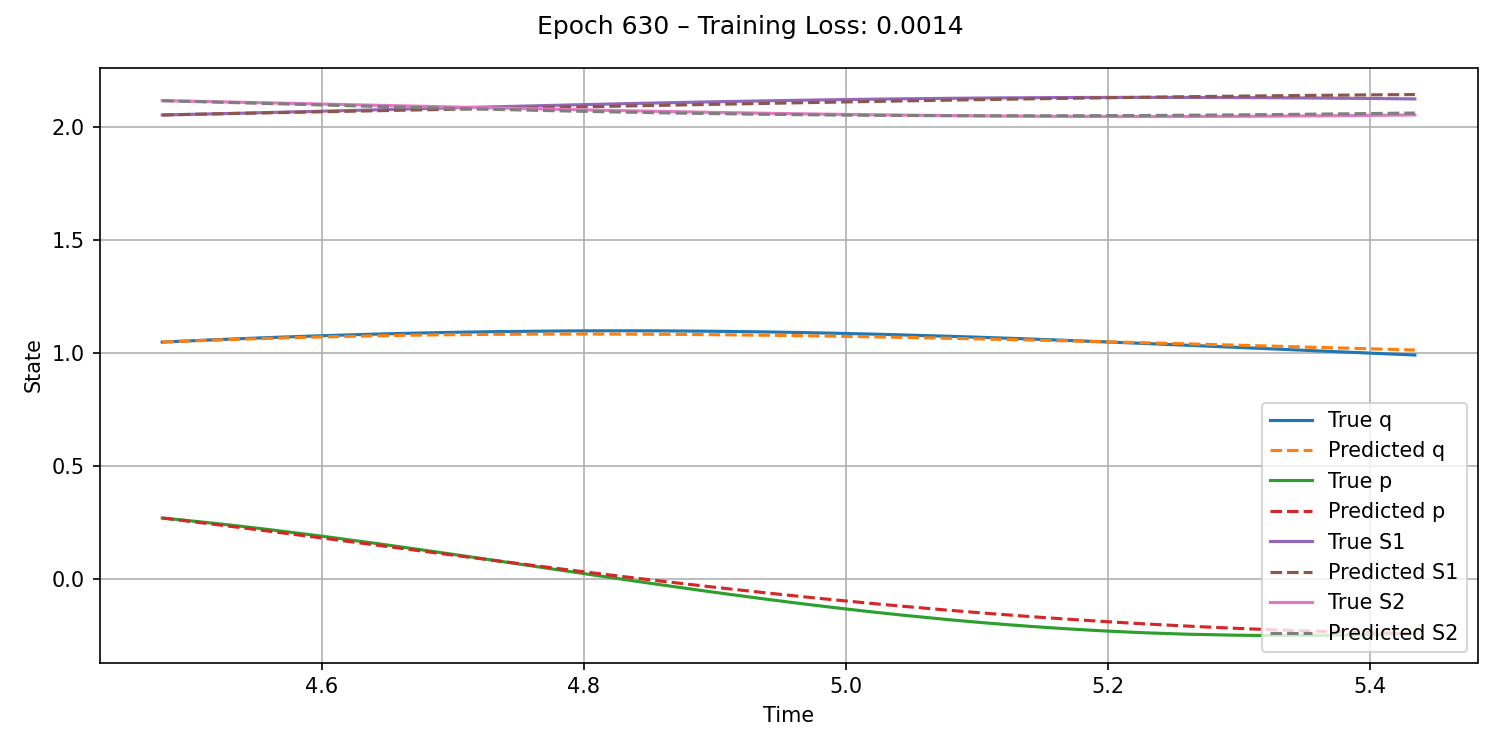 Epoch 630 – Training Loss: 0.0014
2.0
1.5
1.0
0.5
0.0
State
4.6
4.8
5.0
5.2
5.4
Time
True q
Predicted q
True p
Predicted p
True S1
Predicted S1
True S2
Predicted S2